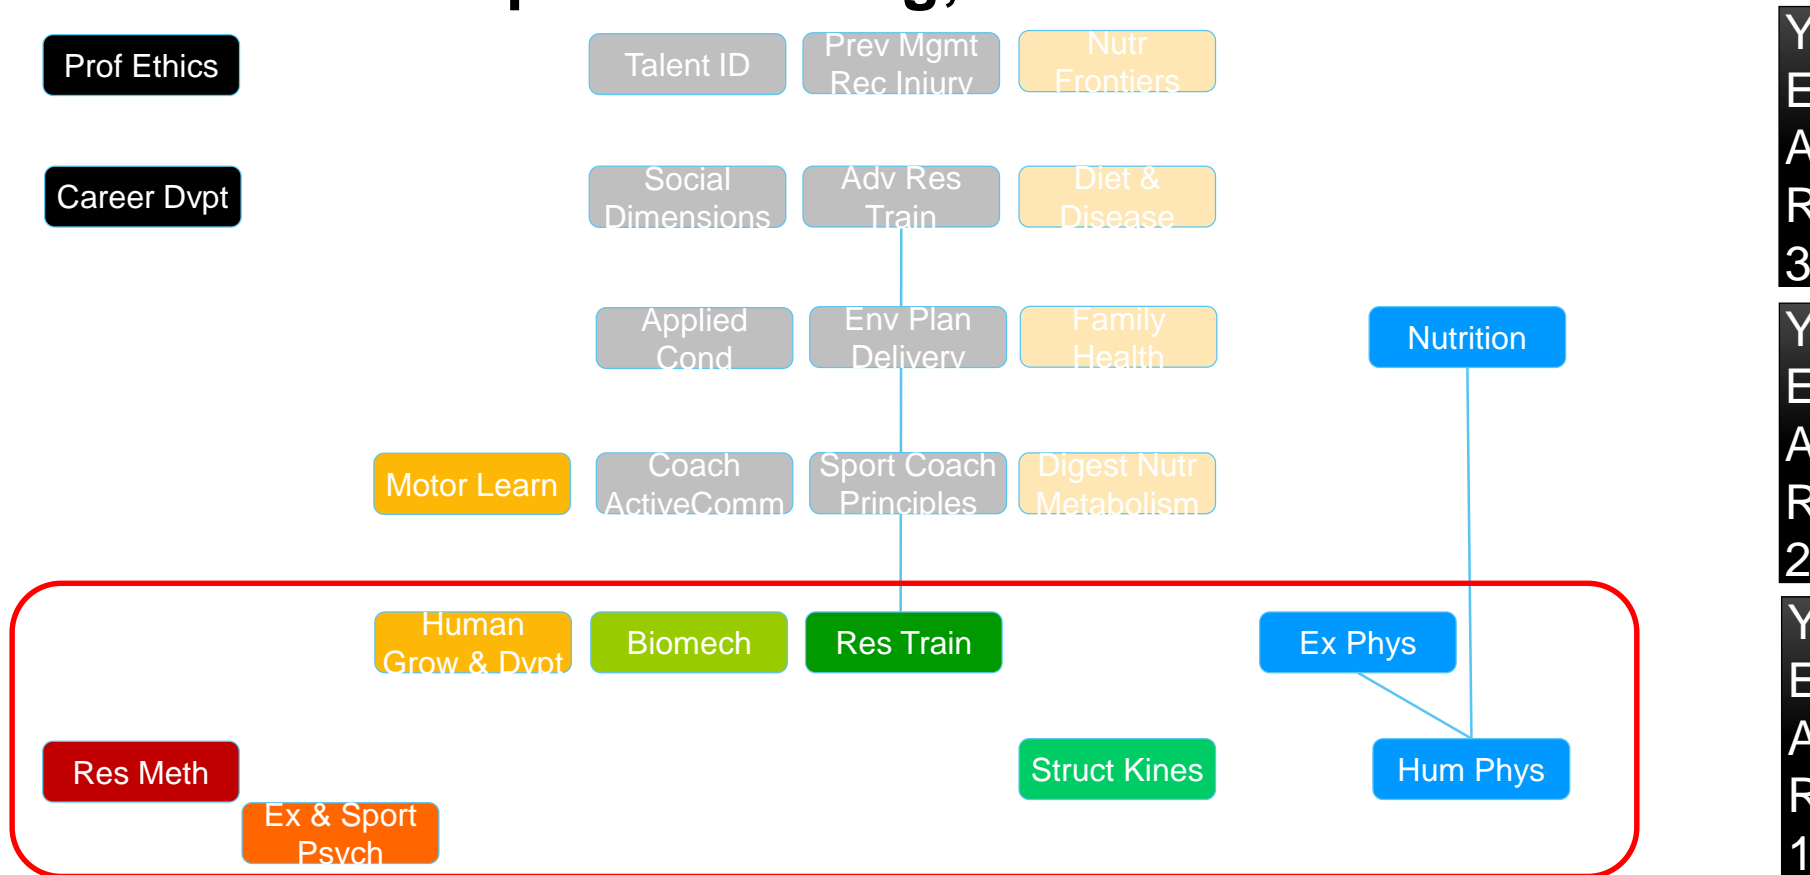 Prof Ethics
Talent ID
Prev Mgmt
Rec Injury
Nutr
Frontiers
Career Dvpt
Social
Dimensions
Adv Res
Train
Diet &
Disease
Applied
Cond
Env Plan
Delivery
Family
Health
Nutrition
Motor Learn
Coach
ActiveComm
Sport Coach
Principles
Digest Nutr
Metabolism
Human
Grow & Dvpt
Biomech
Res Train
Ex Phys
Res Meth
Struct Kines
Hum Phys
Ex & Sport
Psych
Y
E
A
R
3
Y
E
A
R
2
Y
E
A
R
1